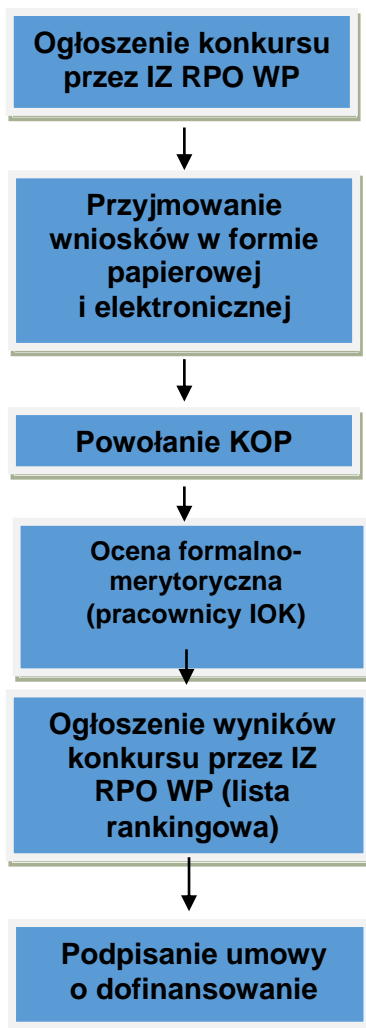 Ogłoszenie konkursu
przez IZ RPO WP
Przyjmowanie
wniosków w formie
papierowej
i elektronicznej
Powołanie KOP
Ocena formalno-
merytoryczna
(pracownicy IOK)
Ogłoszenie wyników
konkursu przez IZ
RPO WP (lista
rankingowa)
Podpisanie umowy
o dofinansowanie